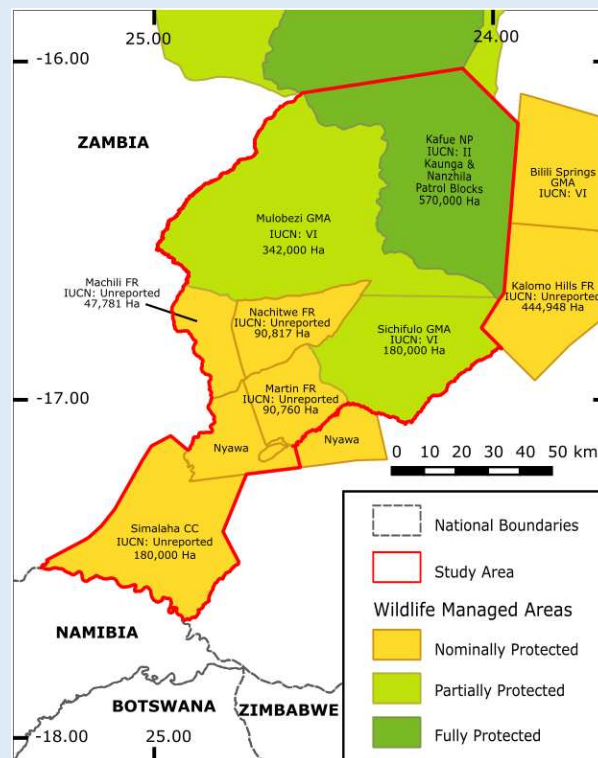 25.00
24.00
-16.00
ZAMBIA
Kafue NP
IUCN: II
Kaunga &
Nanzhila
Patrol Blocks
570,000 Ha
Bilili Springs
GMA
IUCN: VI
Mulobezi GMA
IUCN: VI
342,000 Ha
Machili FR
IUCN: Unreported
47,781 Ha
Nachitwe FR
IUCN: Unreported
90,817 Ha
Kalomo Hills FR
IUCN: Unreported
444,948 Ha
Sichifulo GMA
IUCN: VI
180,000 Ha
-17.00
Martin FR
IUCN: Unreported
90,760 Ha
Nyawa
Nyawa
0 10 20 30 40 50 km
Simalaha CC
IUCN: Unreported
180,000 Ha
National Boundaries
Study Area
Wildlife Managed Areas
Nominally Protected
Partially Protected
Fully Protected
NAMIBIA
BOTSWANA
ZIMBABWE
-18.00
25.00